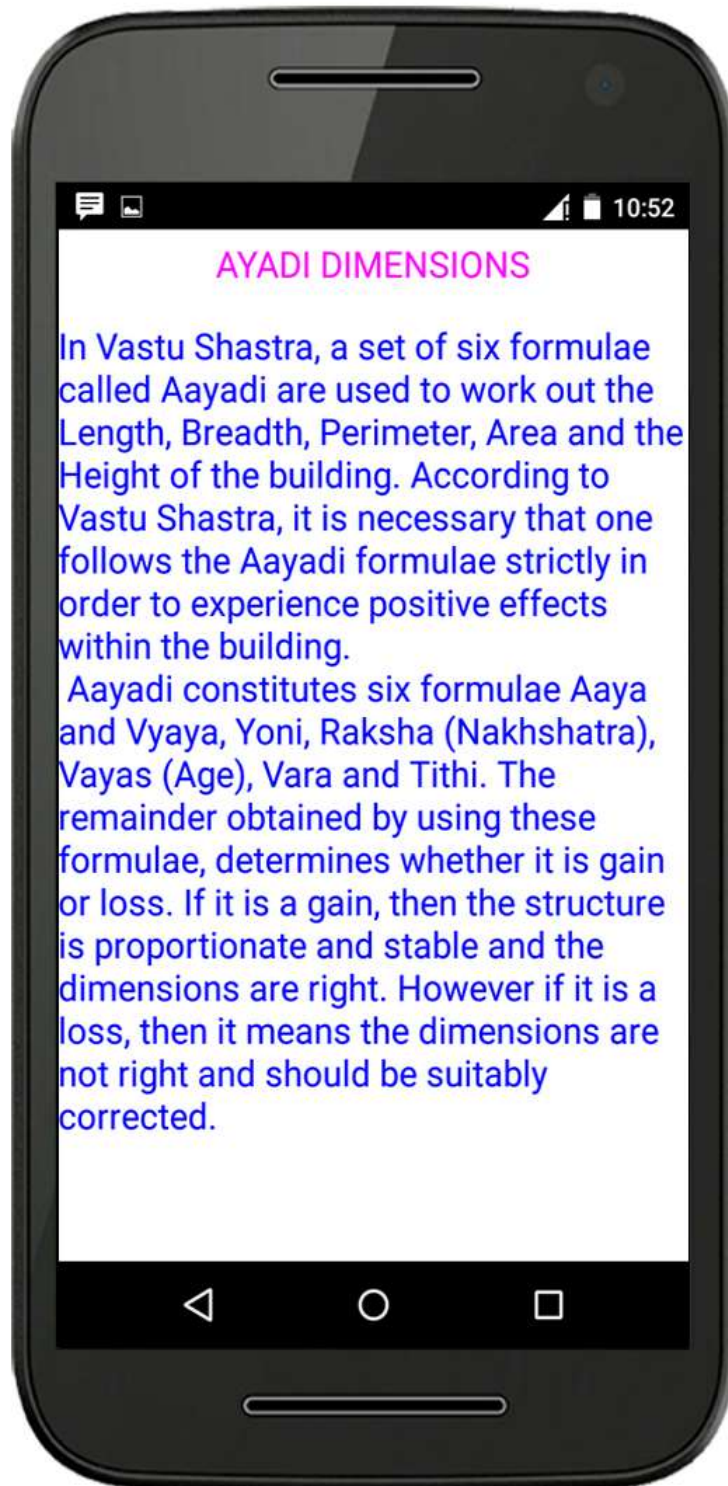 10:52
AYADI DIMENSIONS
In Vastu Shastra, a set of six formulae
called Aayadi are used to work out the
Length, Breadth, Perimeter, Area and the
Height of the building. According to
Vastu Shastra, it is necessary that one
follows the Aayadi formulae strictly in
order to experience positive effects
within the building.
Aayadi constitutes six formulae Aaya
and Vyaya, Yoni, Raksha (Nakhshatra),
Vayas (Age), Vara and Tithi. The
remainder obtained by using these
formulae, determines whether it is gain
or loss. If it is a gain, then the structure
is proportionate and stable and the
dimensions are right. However if it is a
loss, then it means the dimensions are
not right and should be suitably
corrected.